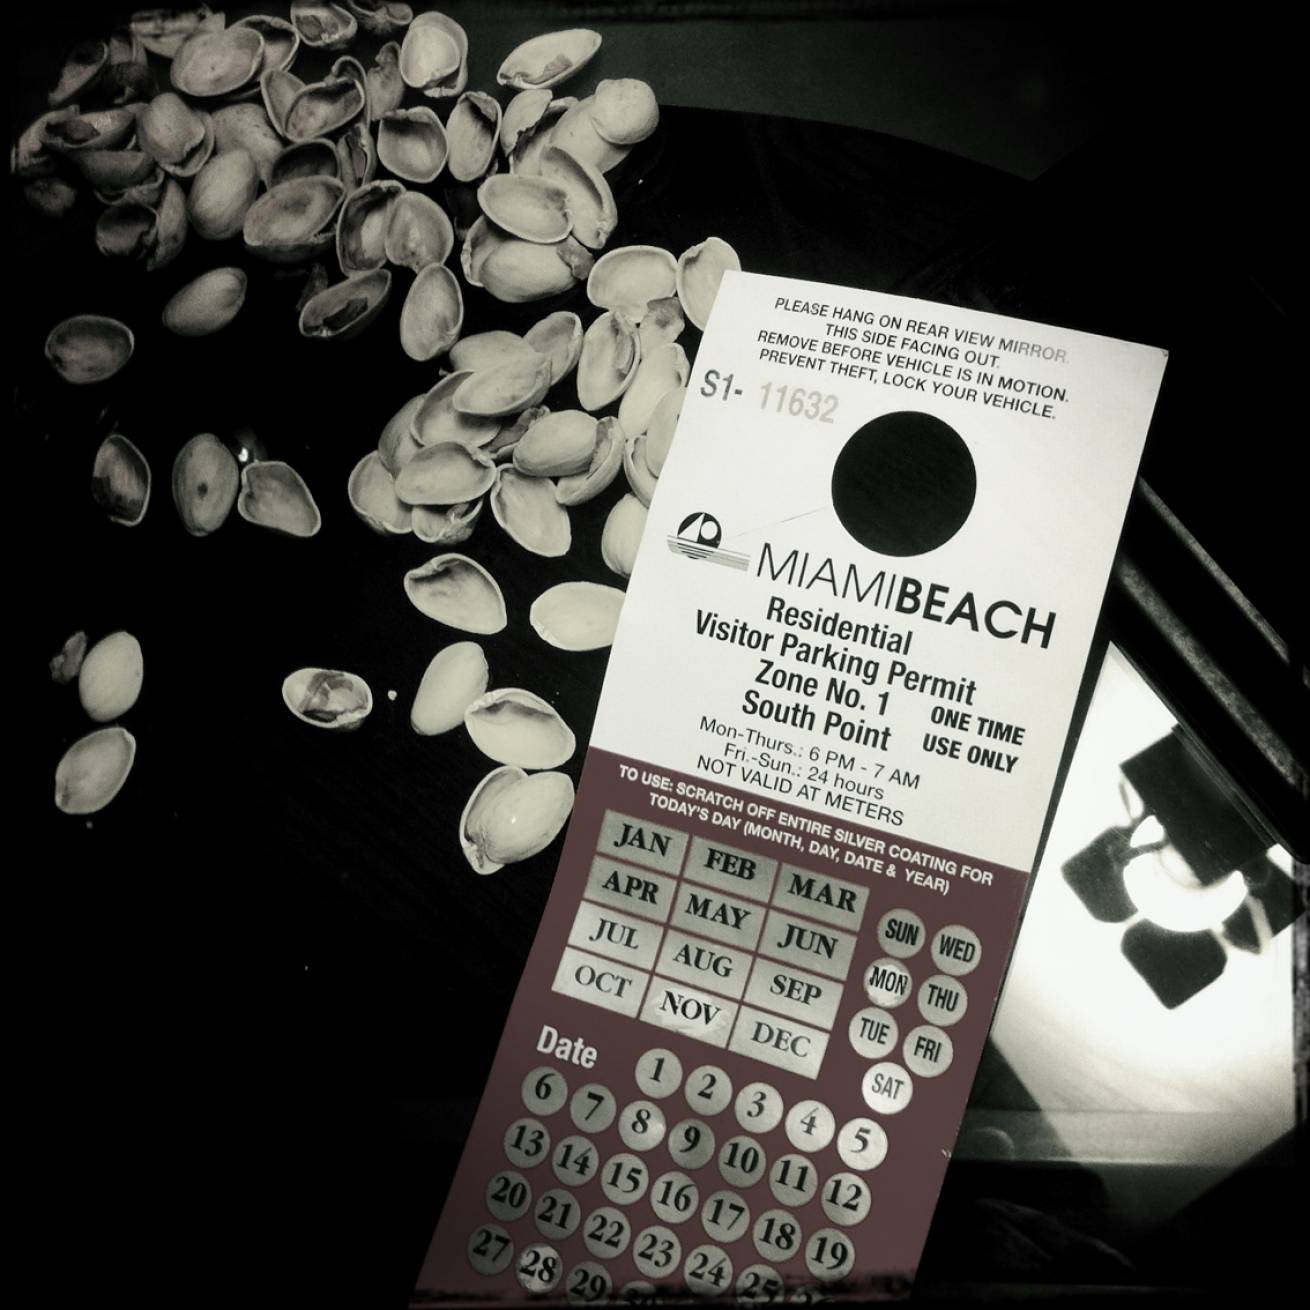 PLEASE HANG ON REAR VIEW MIRROR.
THIS SIDE FACING OUT.
REMOVE BEFORE VEHICLE IS IN MOTION.
PREVENT THEFT, LOCK YOUR VEHICLE.
S1- 11632
MIAMIBEACH
Residential
Visitor Parking Permit
Zone No. 1
South Point
ONE TIME
USE ONLY
Mon-Thurs.: 6 PM - 7 AM
Fri.-Sun.: 24 hours
NOT VALID AT METERS
TO USE: SCRATCH OFF ENTIRE SILVER COATING FOR
TODAY'S DAY (MONTH, DAY, DATE & YEAR)
JAN FEB MAR
APR MAY JUN
JUL AUG SEP
OCT NOV DEC
SUN WED
MON THU
TUE FRI
SAT
Date
1 2 3 4 5
6 7 8 9 10 11 12
13 14 15 16 17 18 19
20 21 22 23 24 25
27 28 29